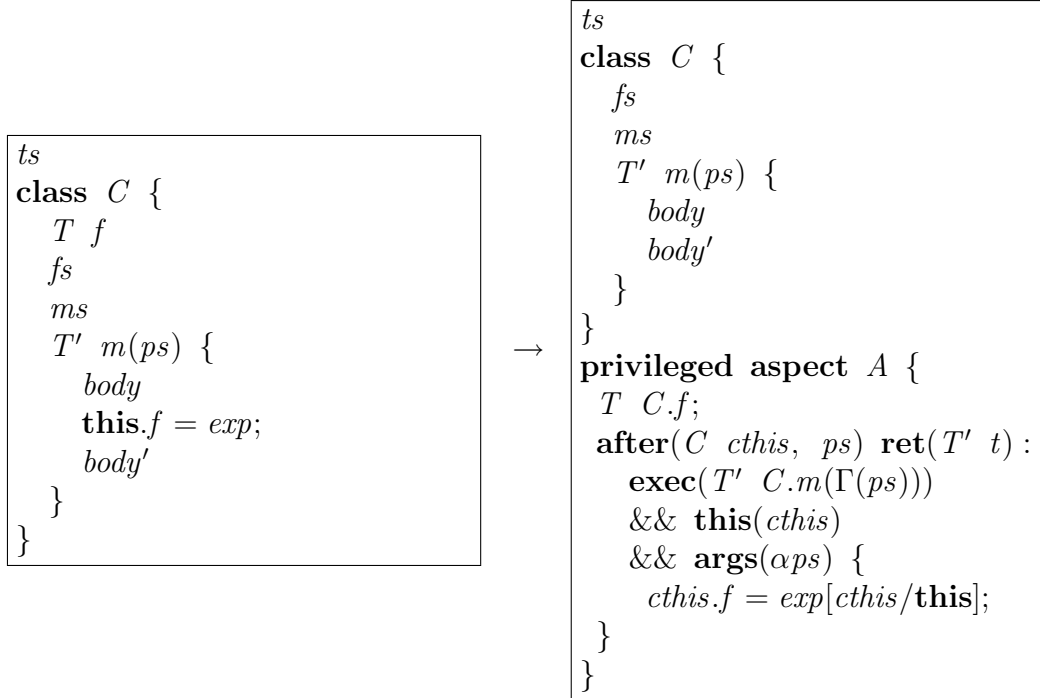 ts
class C {
T f
fs
ms
T′ m(ps) {
body
this.f = exp;
body′
}
}
→
ts
class C {
fs
ms
T′ m(ps) {
body
body′
}
}
privileged aspect A {
T C.f;
after(C cthis, ps) ret(T′ t) :
exec(T′ C.m(Γ(ps)))
&& this(cthis)
&& args(αps) {
cthis.f = exp[cthis/this];
}
}